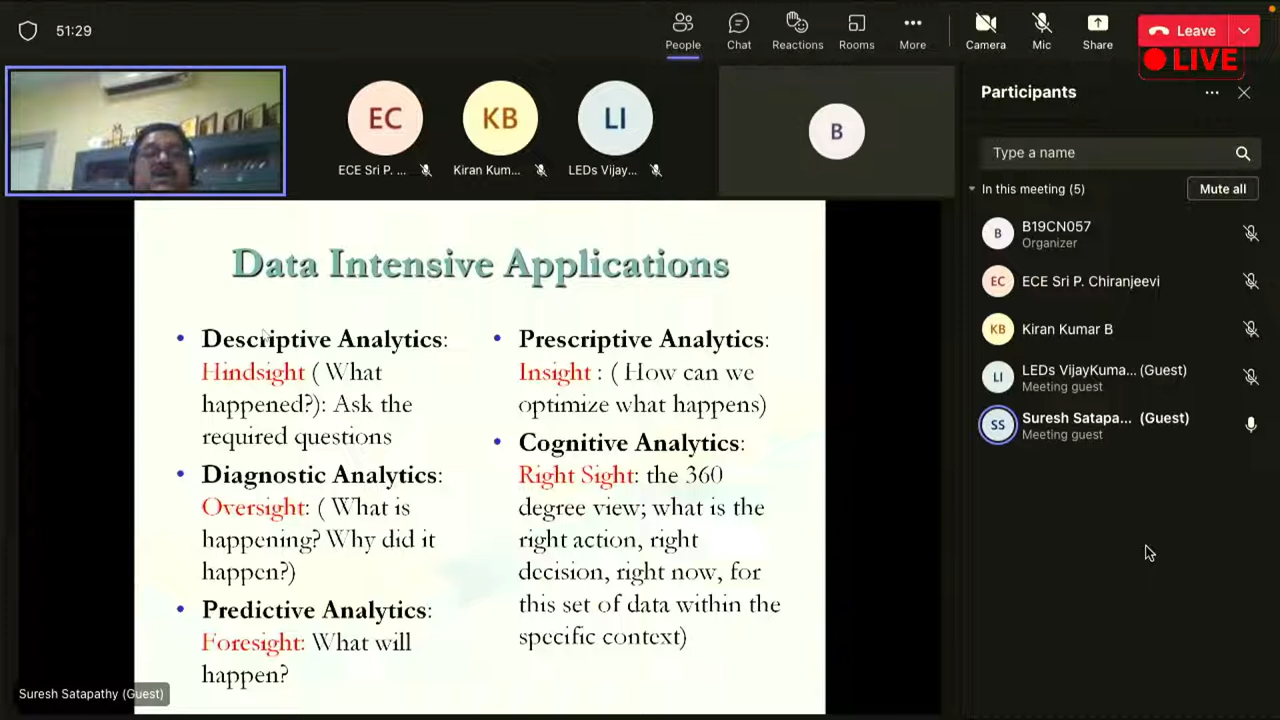 51:29
People
Chat
Reactions
Rooms
More
Camera
Mic
Share
Leave
LIVE
EC
KB
LI
B
ECE Sri P. ...
Kiran Kum...
LEDs Vijay...
Participants
Type a name
In this meeting (5)
Mute all
B
B19CN057
Organizer
EC
ECE Sri P. Chiranjeevi
KB
Kiran Kumar B
LI
LEDs VijayKuma... (Guest)
Meeting guest
SS
Suresh Satapa... (Guest)
Meeting guest
Data Intensive Applications
• Descriptive Analytics:
Hindsight ( What
happened?): Ask the
required questions
• Diagnostic Analytics:
Oversight: ( What is
happening? Why did it
happen?)
• Predictive Analytics:
Foresight: What will
happen?
• Prescriptive Analytics:
Insight : ( How can we
optimize what happens)
• Cognitive Analytics:
Right Sight: the 360
degree view; what is the
right action, right
decision, right now, for
this set of data within the
specific context)
Suresh Satapathy (Guest)